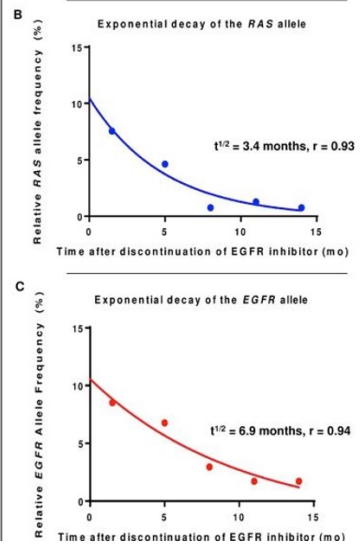 B
Exponential decay of the RAS allele
Relative RAS allele frequency (%)
15
10
5
0
t1/2 = 3.4 months, r = 0.93
0 5 10 15
Time after discontinuation of EGFR inhibitor (mo)
C
Exponential decay of the EGFR allele
Relative EGFR Allele Frequency (%)
15
10
5
0
t1/2 = 6.9 months, r = 0.94
0 5 10 15
Time after discontinuation of EGFR inhibitor (mo)